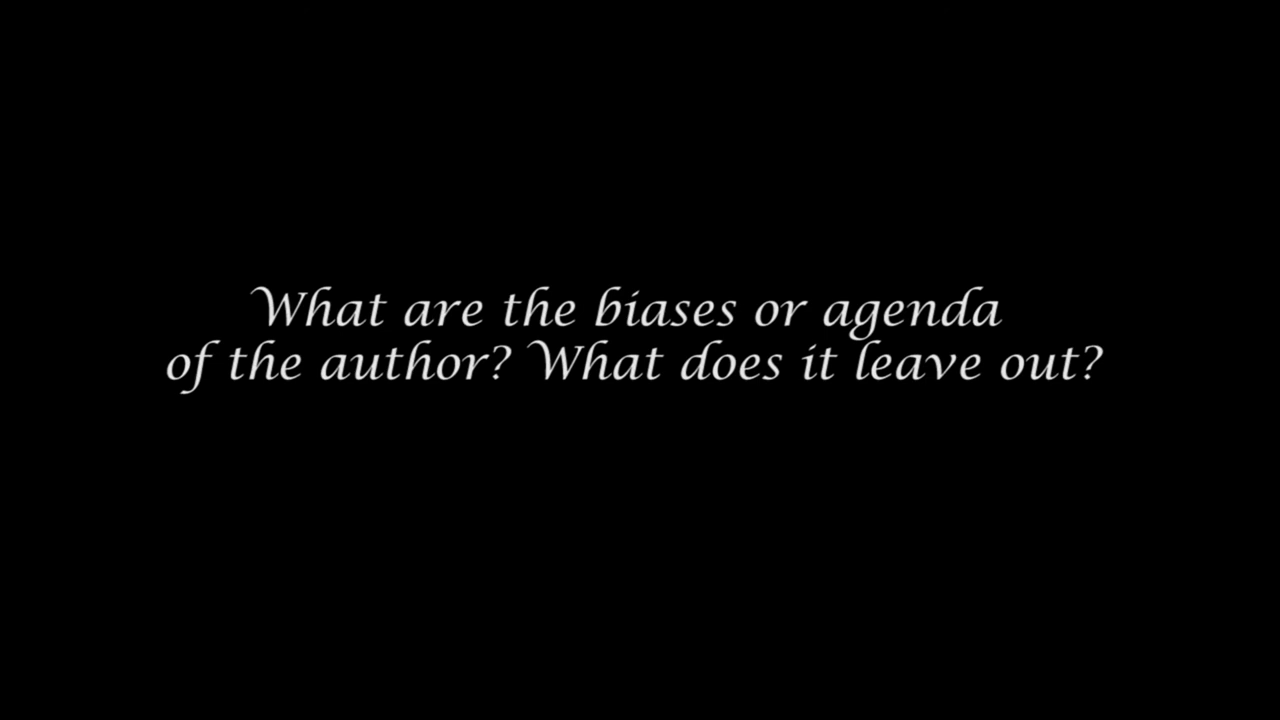 What are the biases or agenda
of the author? What does it leave out?